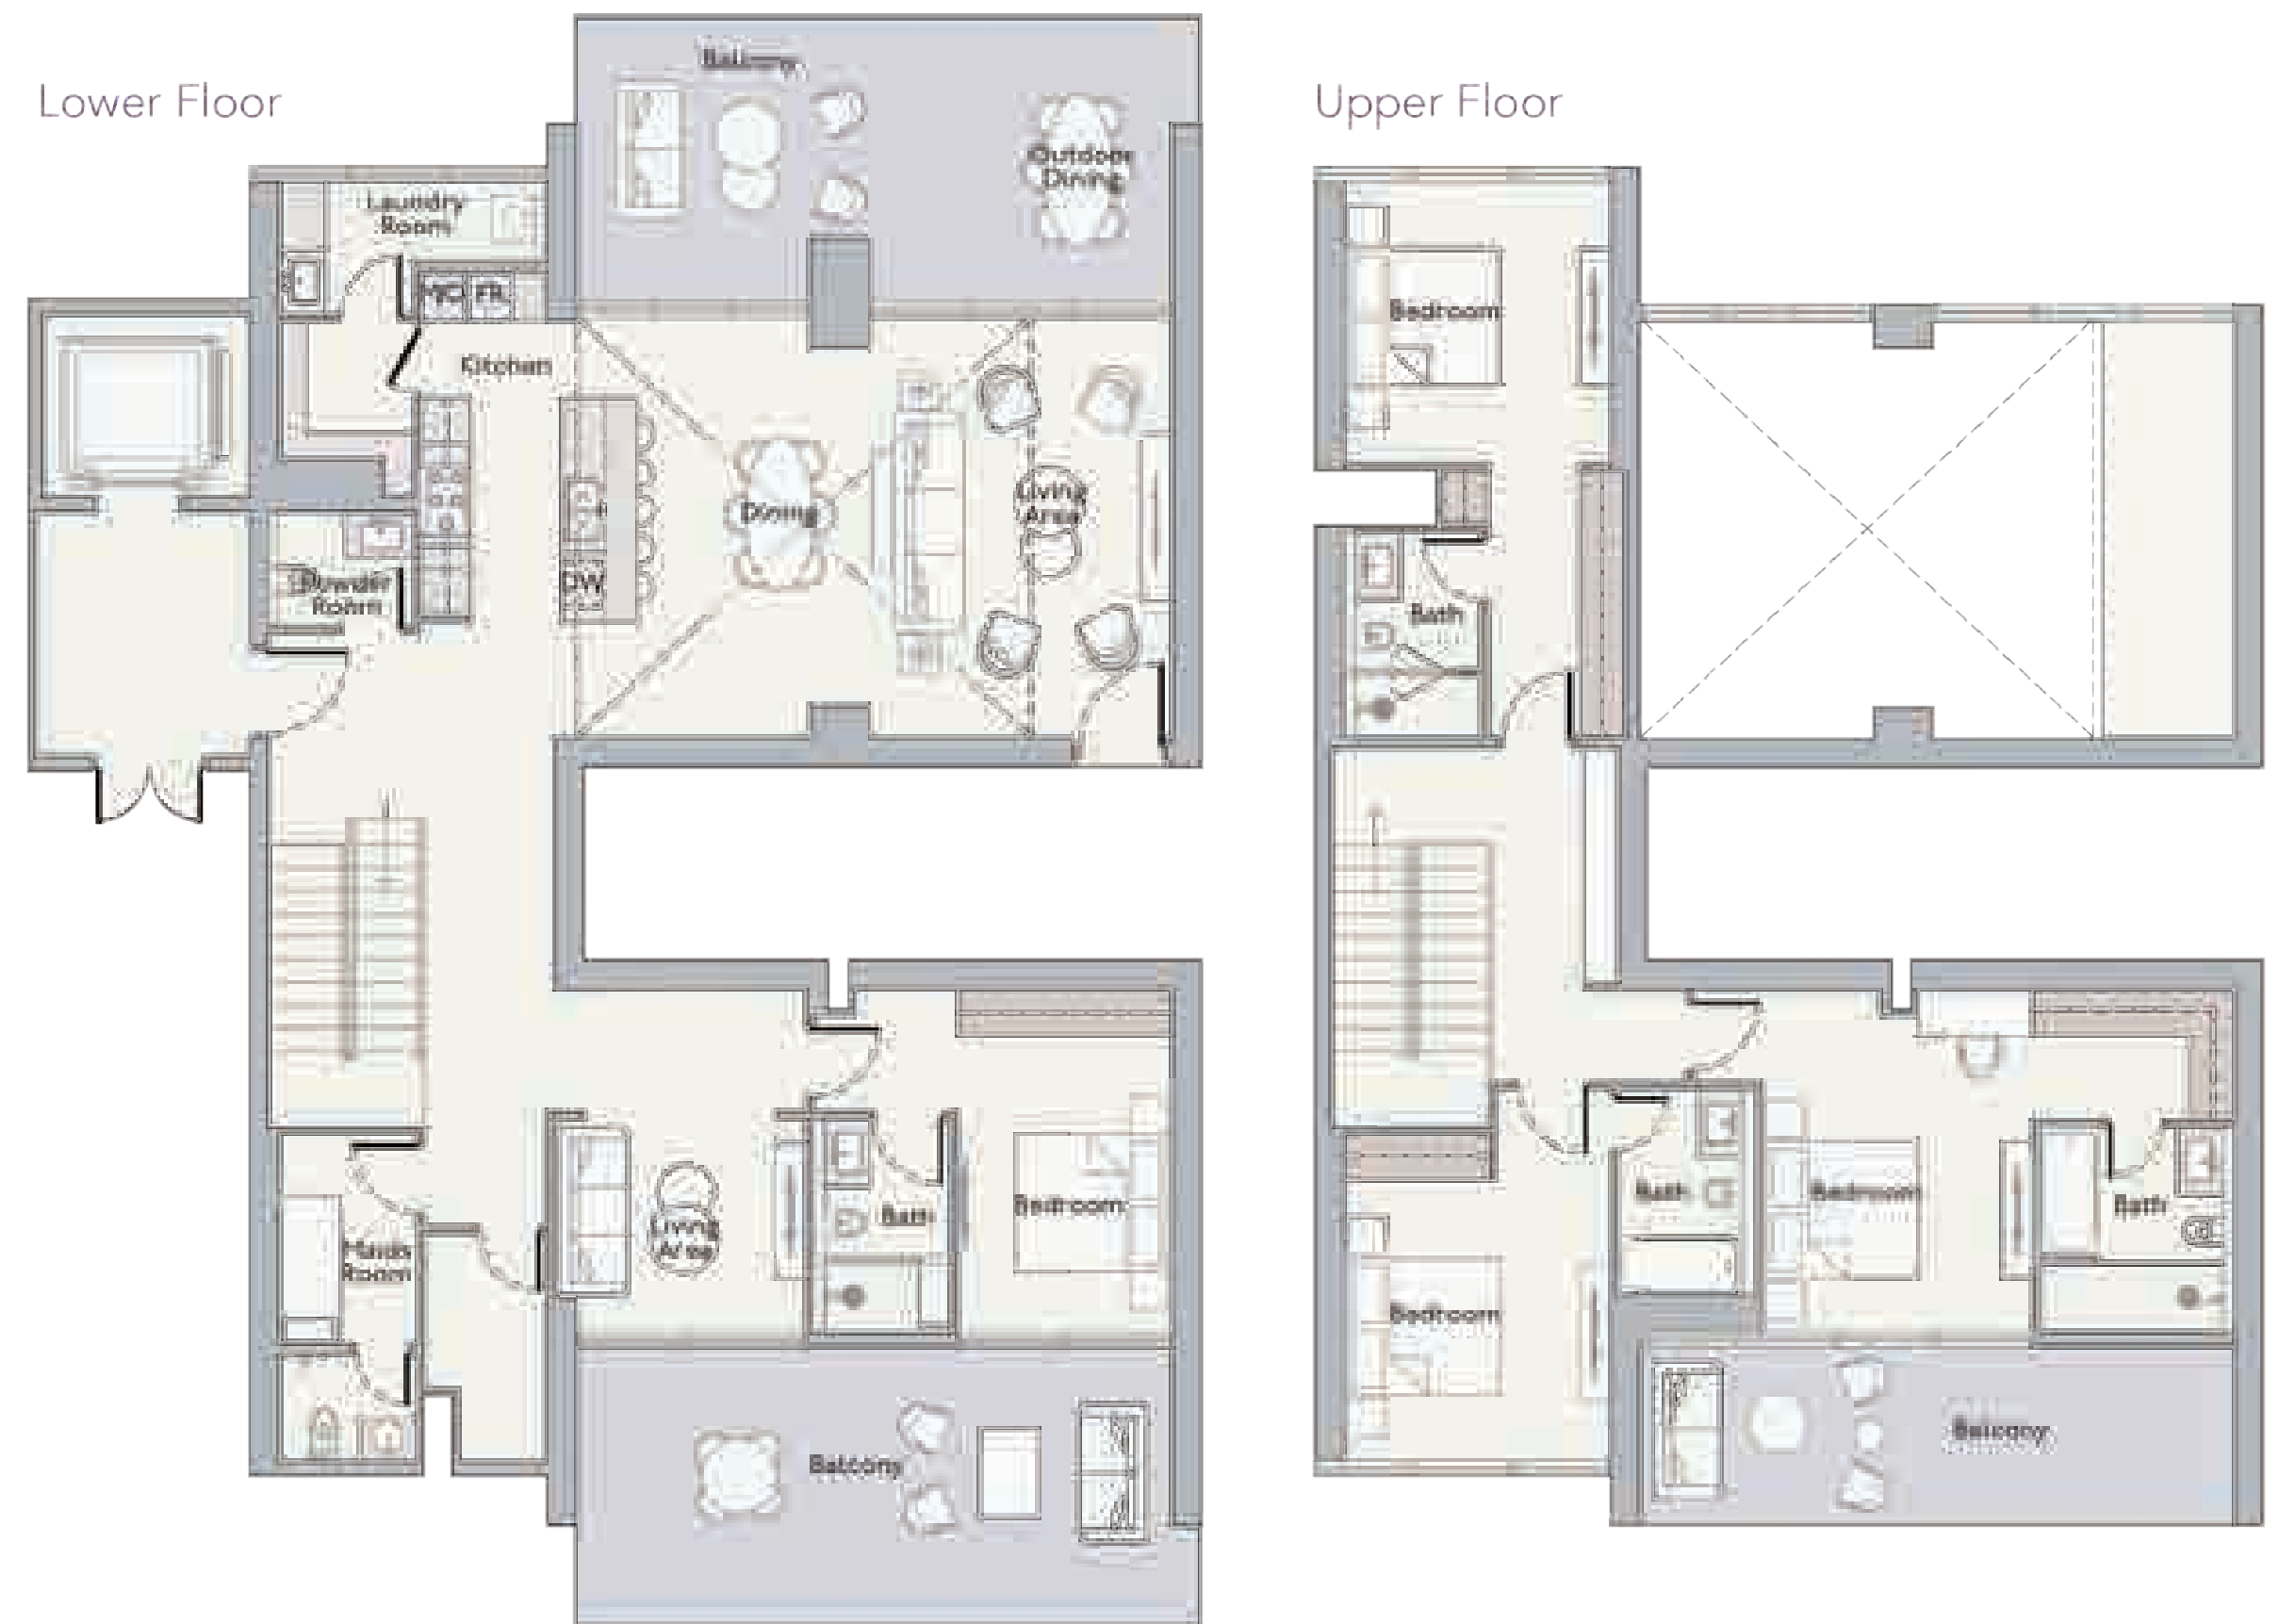 Lower Floor
Balcony
Outdoor
Dining
Laundry
Room
FR
Kitchen
Dining
Living
Area
DW
Powder
Room
Living
Area
Bath
Bedroom
Maids
Room
Balcony
Upper Floor
Bedroom
Bath
Bath
Bedroom
Bath
Bedroom
Balcony